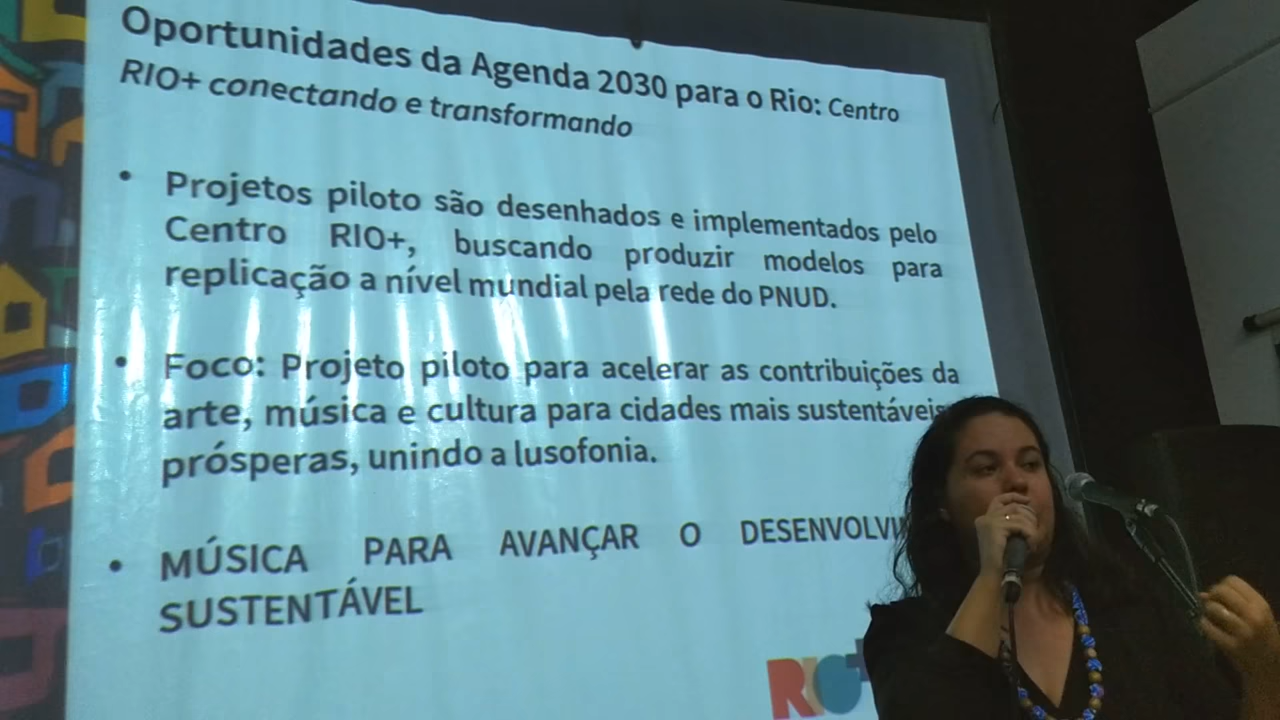 Oportunidades da Agenda 2030 para o Rio: Centro
RIO+ conectando e transformando
• Projetos piloto são desenhados e implementados pelo
Centro RIO+, buscando produzir modelos para
replicação a nível mundial pela rede do PNUD.
• Foco: Projeto piloto para acelerar as contribuições da
arte, música e cultura para cidades mais sustentáveis
prósperas, unindo a lusofonia.
• MÚSICA PARA AVANÇAR O
SUSTENTÁVEL
RIO+